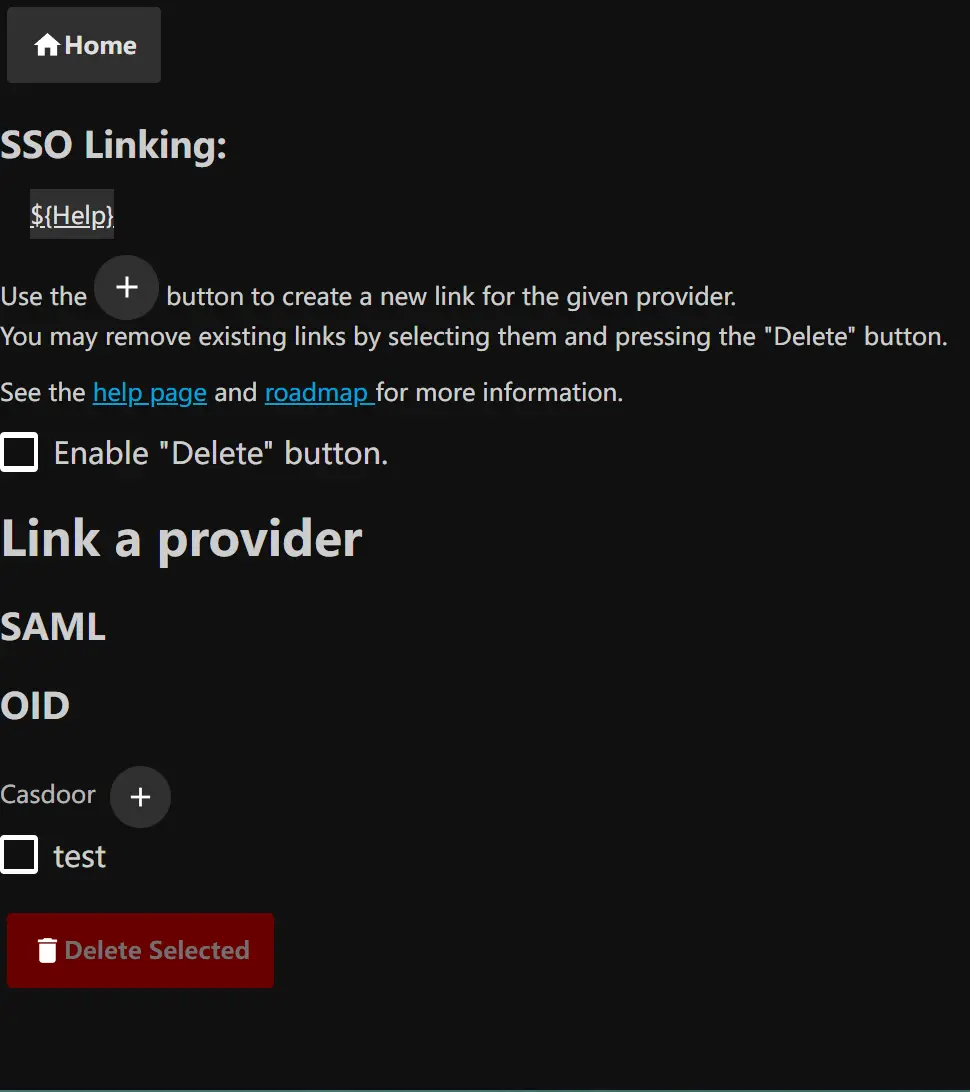 Home
SSO Linking:
${Help}
Use the + button to create a new link for the given provider.
You may remove existing links by selecting them and pressing the "Delete" button.
See the help page and roadmap for more information.
Enable "Delete" button.
Link a provider
SAML
OID
Casdoor +
test
Delete Selected